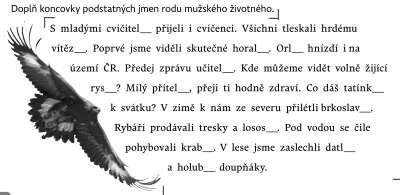 Doplň koncovky podstatných jmen rodu mužského životného.
S mladými cvičitel__ přijeli i cvičenci. Všichni tleskali hrdému
vítěz__. Poprvé jsme viděli skutečné horal__. Orl__ hnízdí i na
území ČR. Předej zprávu učitel__. Kde můžeme vidět volně žijící
rys__? Milý přítel__, přeji ti hodně zdraví. Co dáš tatínk__
k svátku? V zimě k nám ze severu přilétli brkoslav__.
Rybáři prodávali tresky a losos__. Pod vodou se čile
pohybovali krab__. V lese jsme zaslechli datl__
a holub__ doupňáky.